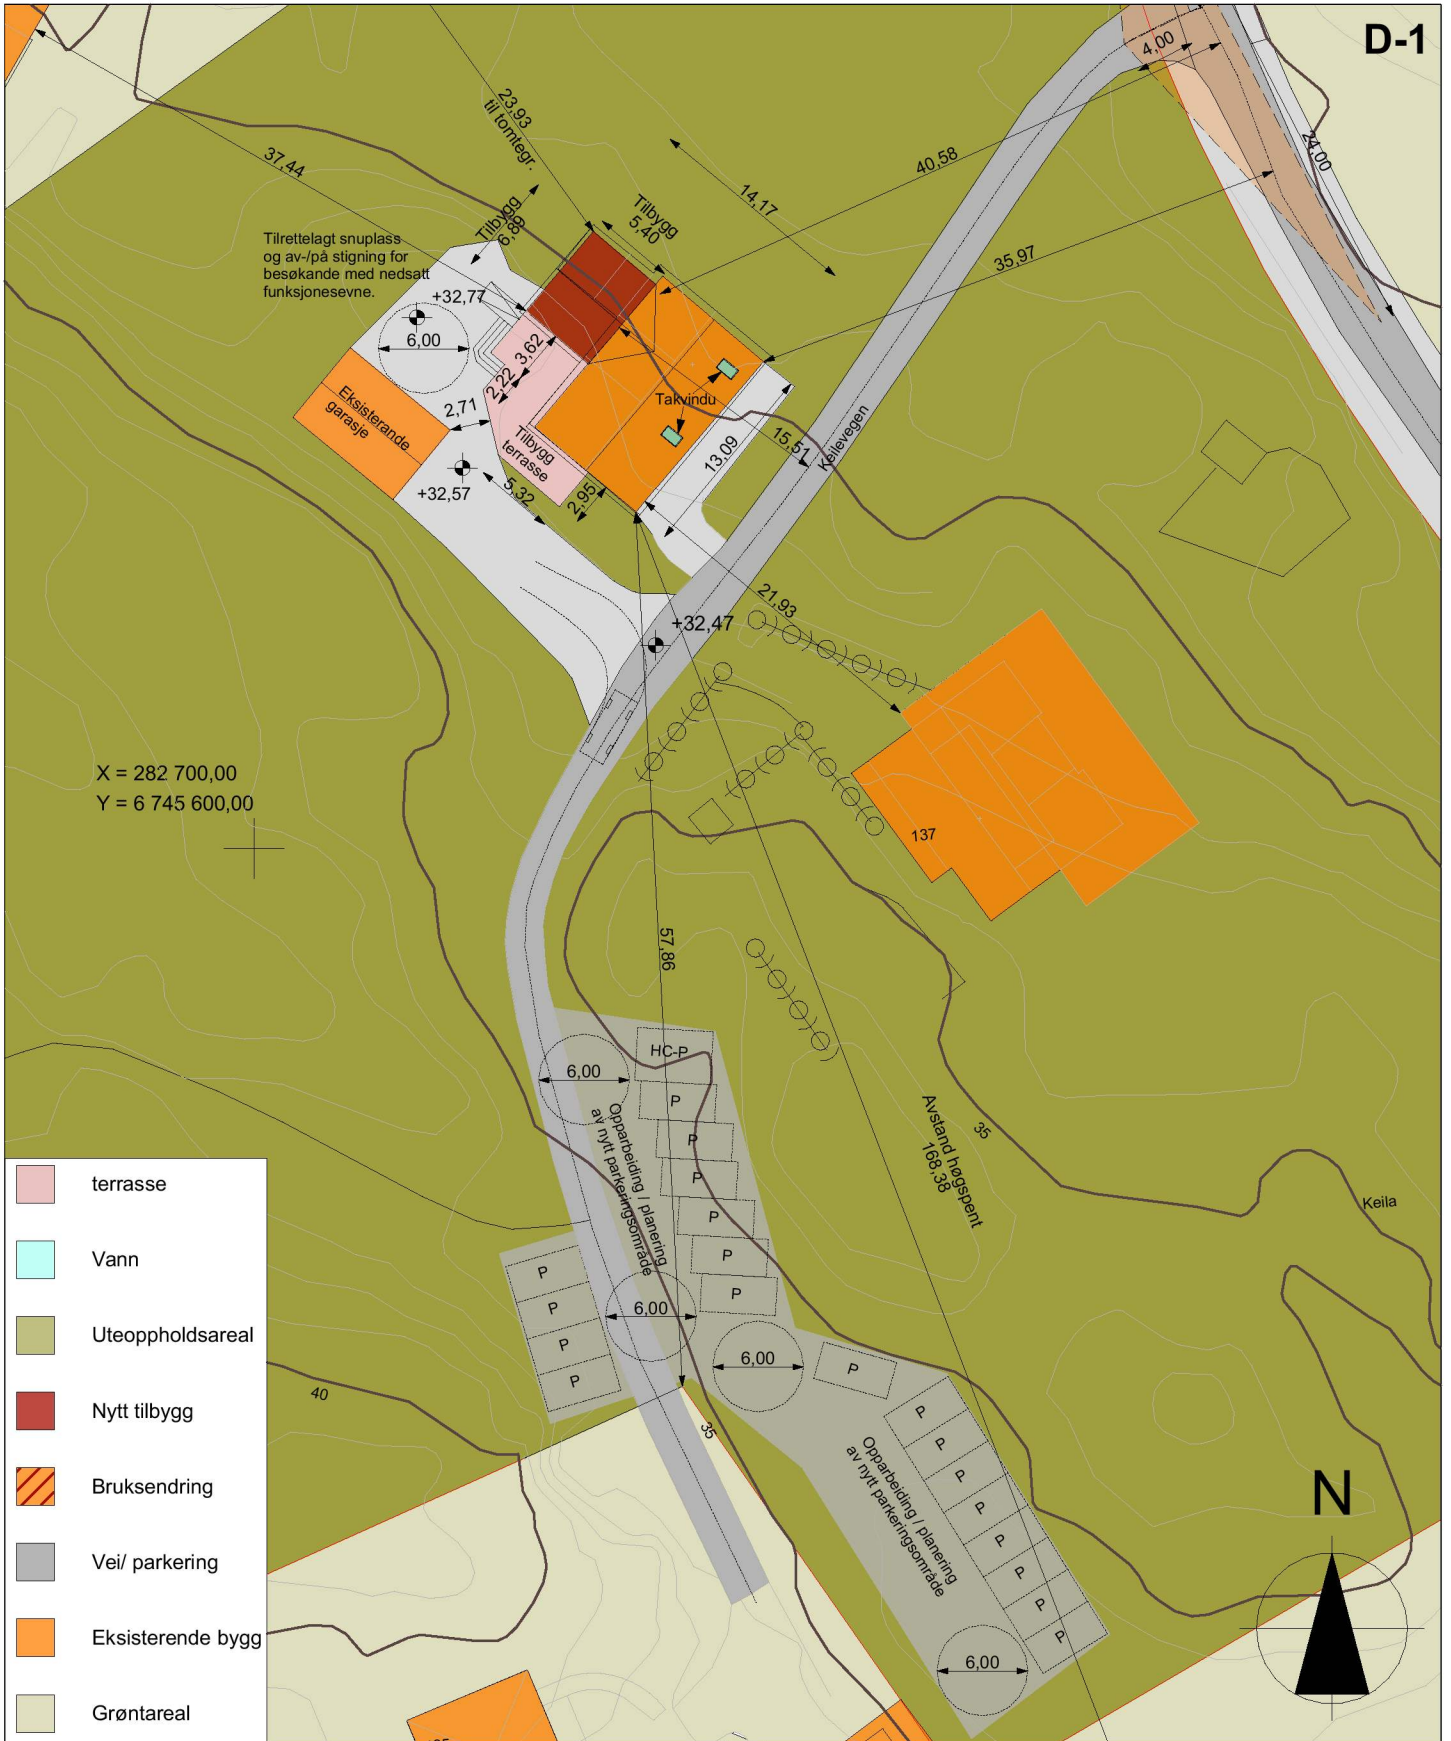 D-1
4,00
24,00
23,93
til tomtegr.
37,44
40,58
14,17
35,97
Tilbygg
6,89
Tilbygg
5,40
Tilrettelagt snuplass
og av-/på stigning for
besøkande med nedsatt
funksjonesevne.
+32,77
6,00
3,62
2,22
2,71
Eksisterande
garasje
Takvindu
Tilbygg
terrasse
15,51
13,09
Keilevegen
+32,57
5,32
2,95
21,93
+32,47
X = 282 700,00
Y = 6 745 600,00
137
57,86
HC-P
6,00
P
P
P
P
P
P
Opparbeiding / planering
av nytt parkeringsområde
Avstand høgspent
168,38
35
Keila
P
P
P
P
6,00
6,00
P
40
35
P
P
P
P
P
P
P
P
Opparbeiding / planering
av nytt parkeringsområde
6,00
N
terrasse
Vann
Uteoppholdsareal
Nytt tilbygg
Bruksendring
Vei/ parkering
Eksisterende bygg
Grøntareal